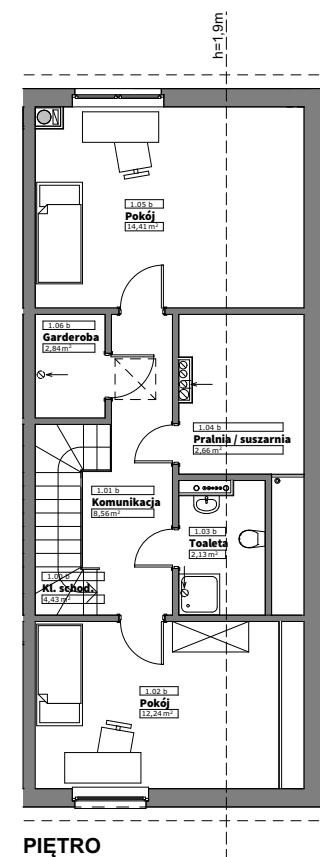 h=1,9m
1.05 b
Pokój
14,41 m²
1.06 b
Garderoba
2,84 m²
1.04 b
Pralnia / suszarnia
2,66 m²
1.01 b
Komunikacja
8,56 m²
1.03 b
Toaleta
2,13 m²
Kl. schod.
4,43 m²
1.02 b
Pokój
12,24 m²
PIĘTRO